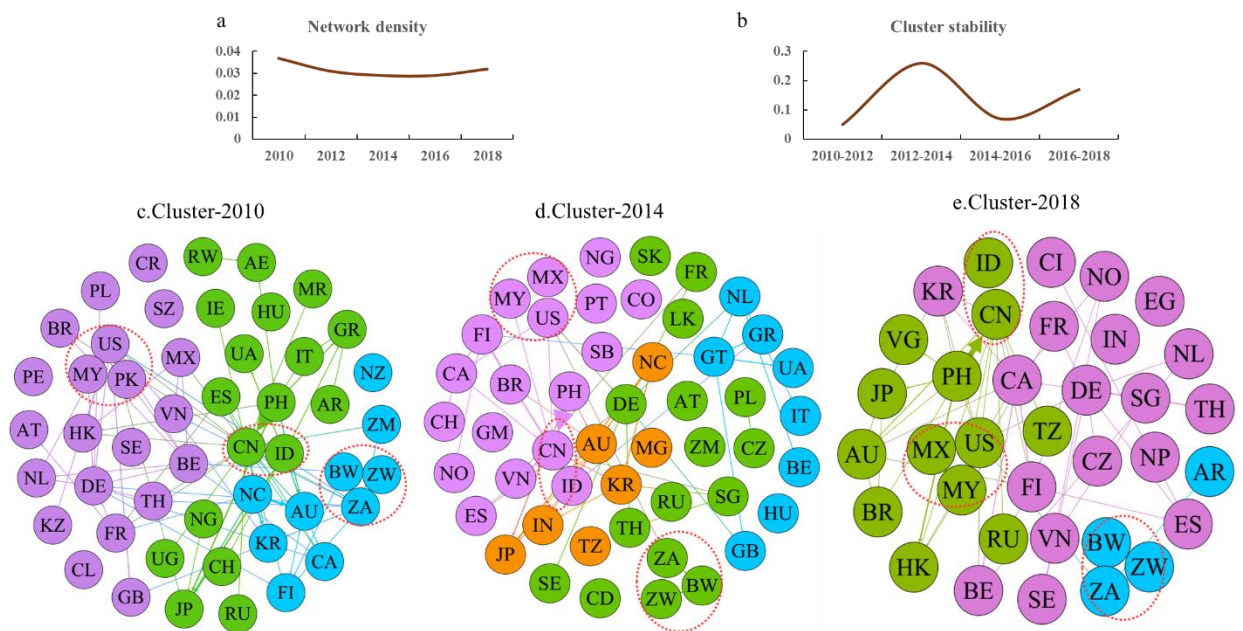 a
Network density
0.04
0.03
0.02
0.01
0
2010 2012 2014 2016 2018
b
Cluster stability
0.3
0.2
0.1
0
2010-2012 2012-2014 2014-2016 2016-2018
c.Cluster-2010
CR RW AE
PL SZ IE HU MR
BR US UA IT GR
PE MY PK MX NZ
ES PH AR
AT HK SE VN CN ID ZM
NL DE BE BW ZW
TH NC AU ZA
KZ FR NG KR CA
CL UG CH FI
GB JP RU
d.Cluster-2014
MX NG SK FR
MY US PT CO NL
FI SB LK GT GR
CA BR PH NC UA
DE AT PL IT
CH GM CN AU MG ZM CZ
NO VN ID KR BE
ES IN RU SG HU
JP TZ TH GB
SE CD ZA
ZW BW
e.Cluster-2018
ID CI NO
KR CN FR IN EG
VG PH CA DE NL
JP SG TH
AU MX US TZ CZ NP AR
MY FI
BR RU VN ES
HK BE SE BW ZW
ZA